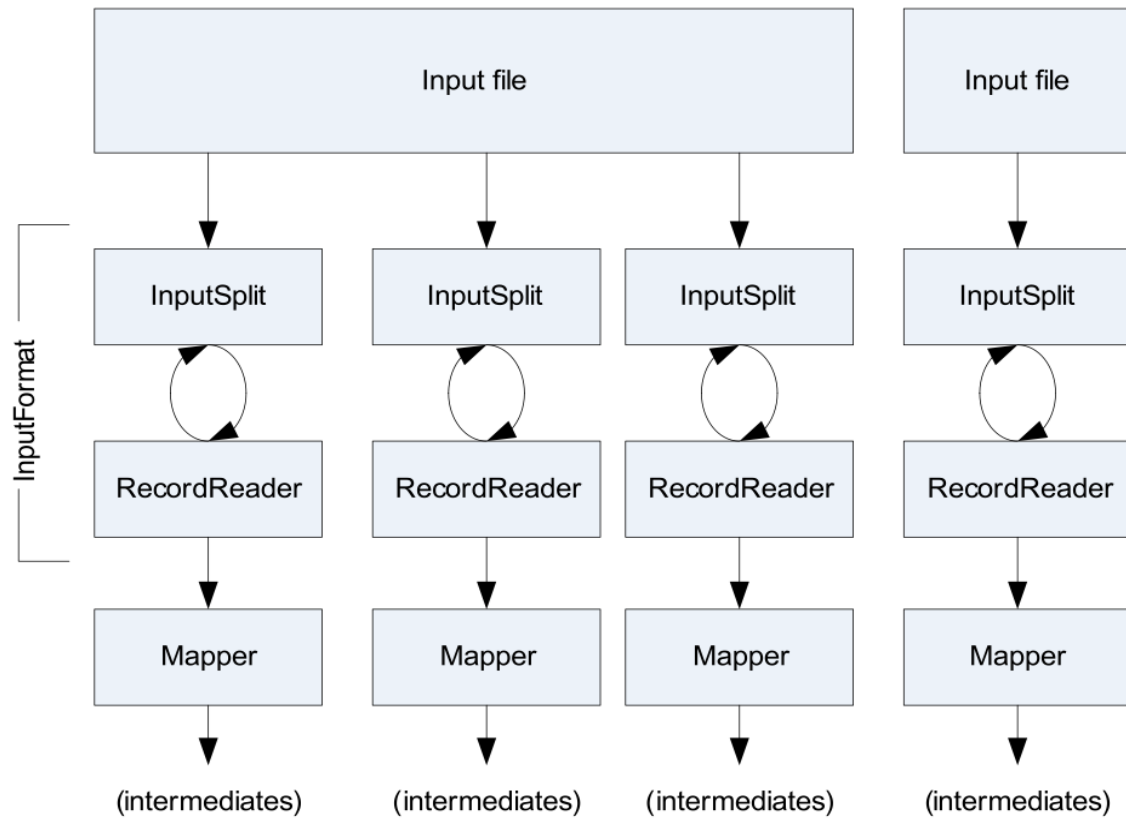 Input file
Input file
InputSplit
InputSplit
InputSplit
InputSplit
InputFormat
RecordReader
RecordReader
RecordReader
RecordReader
Mapper
Mapper
Mapper
Mapper
(intermediates)
(intermediates)
(intermediates)
(intermediates)